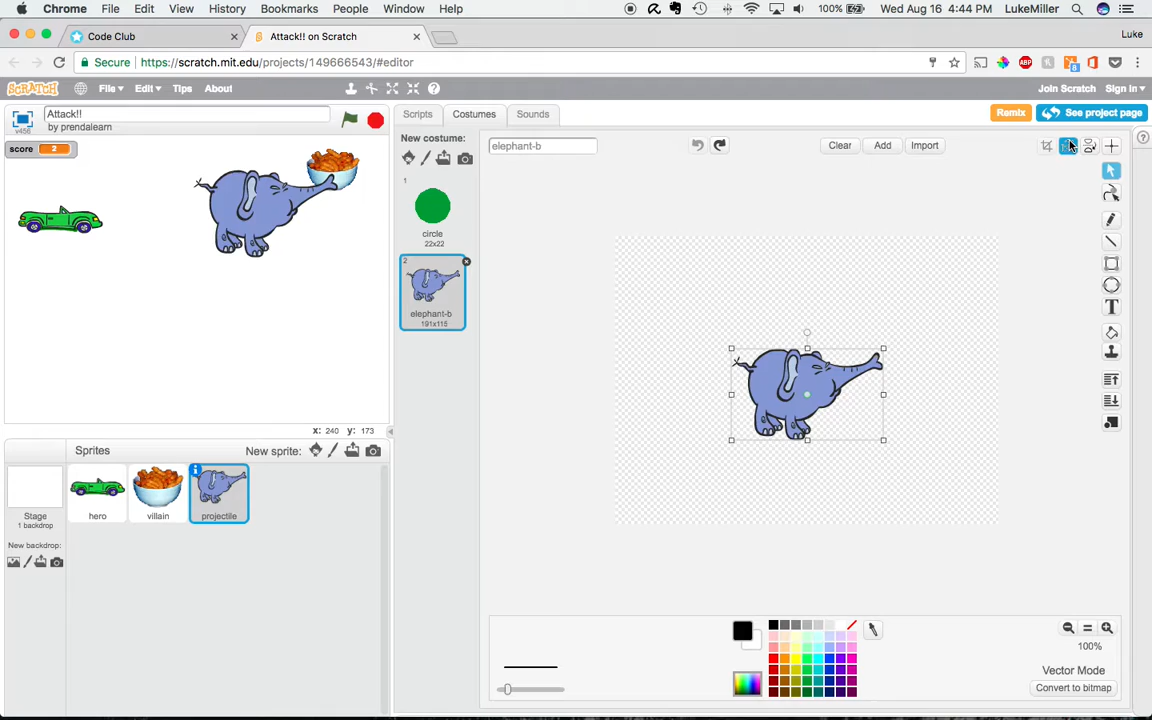 Chrome File Edit View History Bookmarks People Window Help 100% Wed Aug 16 4:44 PM LukeMiller
Code Club Attack!! on Scratch Luke
Secure https://scratch.mit.edu/projects/149666543/#editor
SCRATCH File Edit Tips About Join Scratch Sign in
Attack!!
by prendalearn
v456
Scripts Costumes Sounds
Remix See project page
score 2
New costume:
elephant-b Clear Add Import
1
circle
22x22
2
elephant-b
191x115
x: 240 y: 173
Sprites New sprite:
Stage
1 backdrop
hero villain projectile
New backdrop:
T
100%
Vector Mode
Convert to bitmap